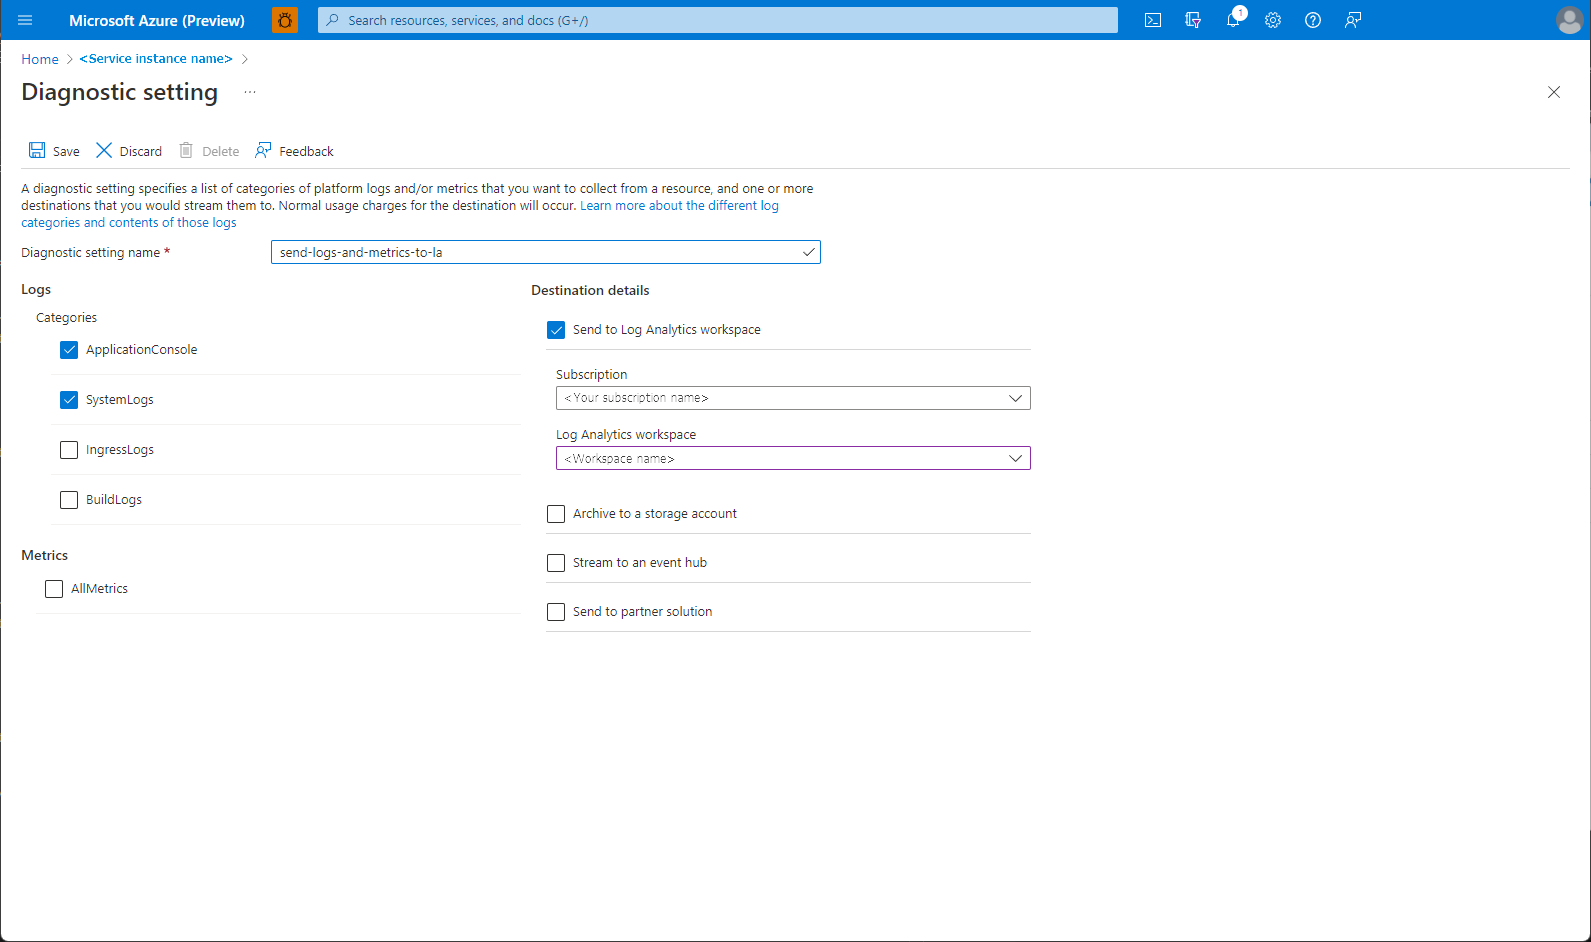 Microsoft Azure (Preview)
Search resources, services, and docs (G+/)
1
Home > <Service instance name> >
Diagnostic setting ...
Save Discard Delete Feedback
A diagnostic setting specifies a list of categories of platform logs and/or metrics that you want to collect from a resource, and one or more
destinations that you would stream them to. Normal usage charges for the destination will occur. Learn more about the different log
categories and contents of those logs
Diagnostic setting name *
send-logs-and-metrics-to-la
Logs
Categories
ApplicationConsole
SystemLogs
IngressLogs
BuildLogs
Metrics
AllMetrics
Destination details
Send to Log Analytics workspace
Subscription
<Your subscription name>
Log Analytics workspace
<Workspace name>
Archive to a storage account
Stream to an event hub
Send to partner solution